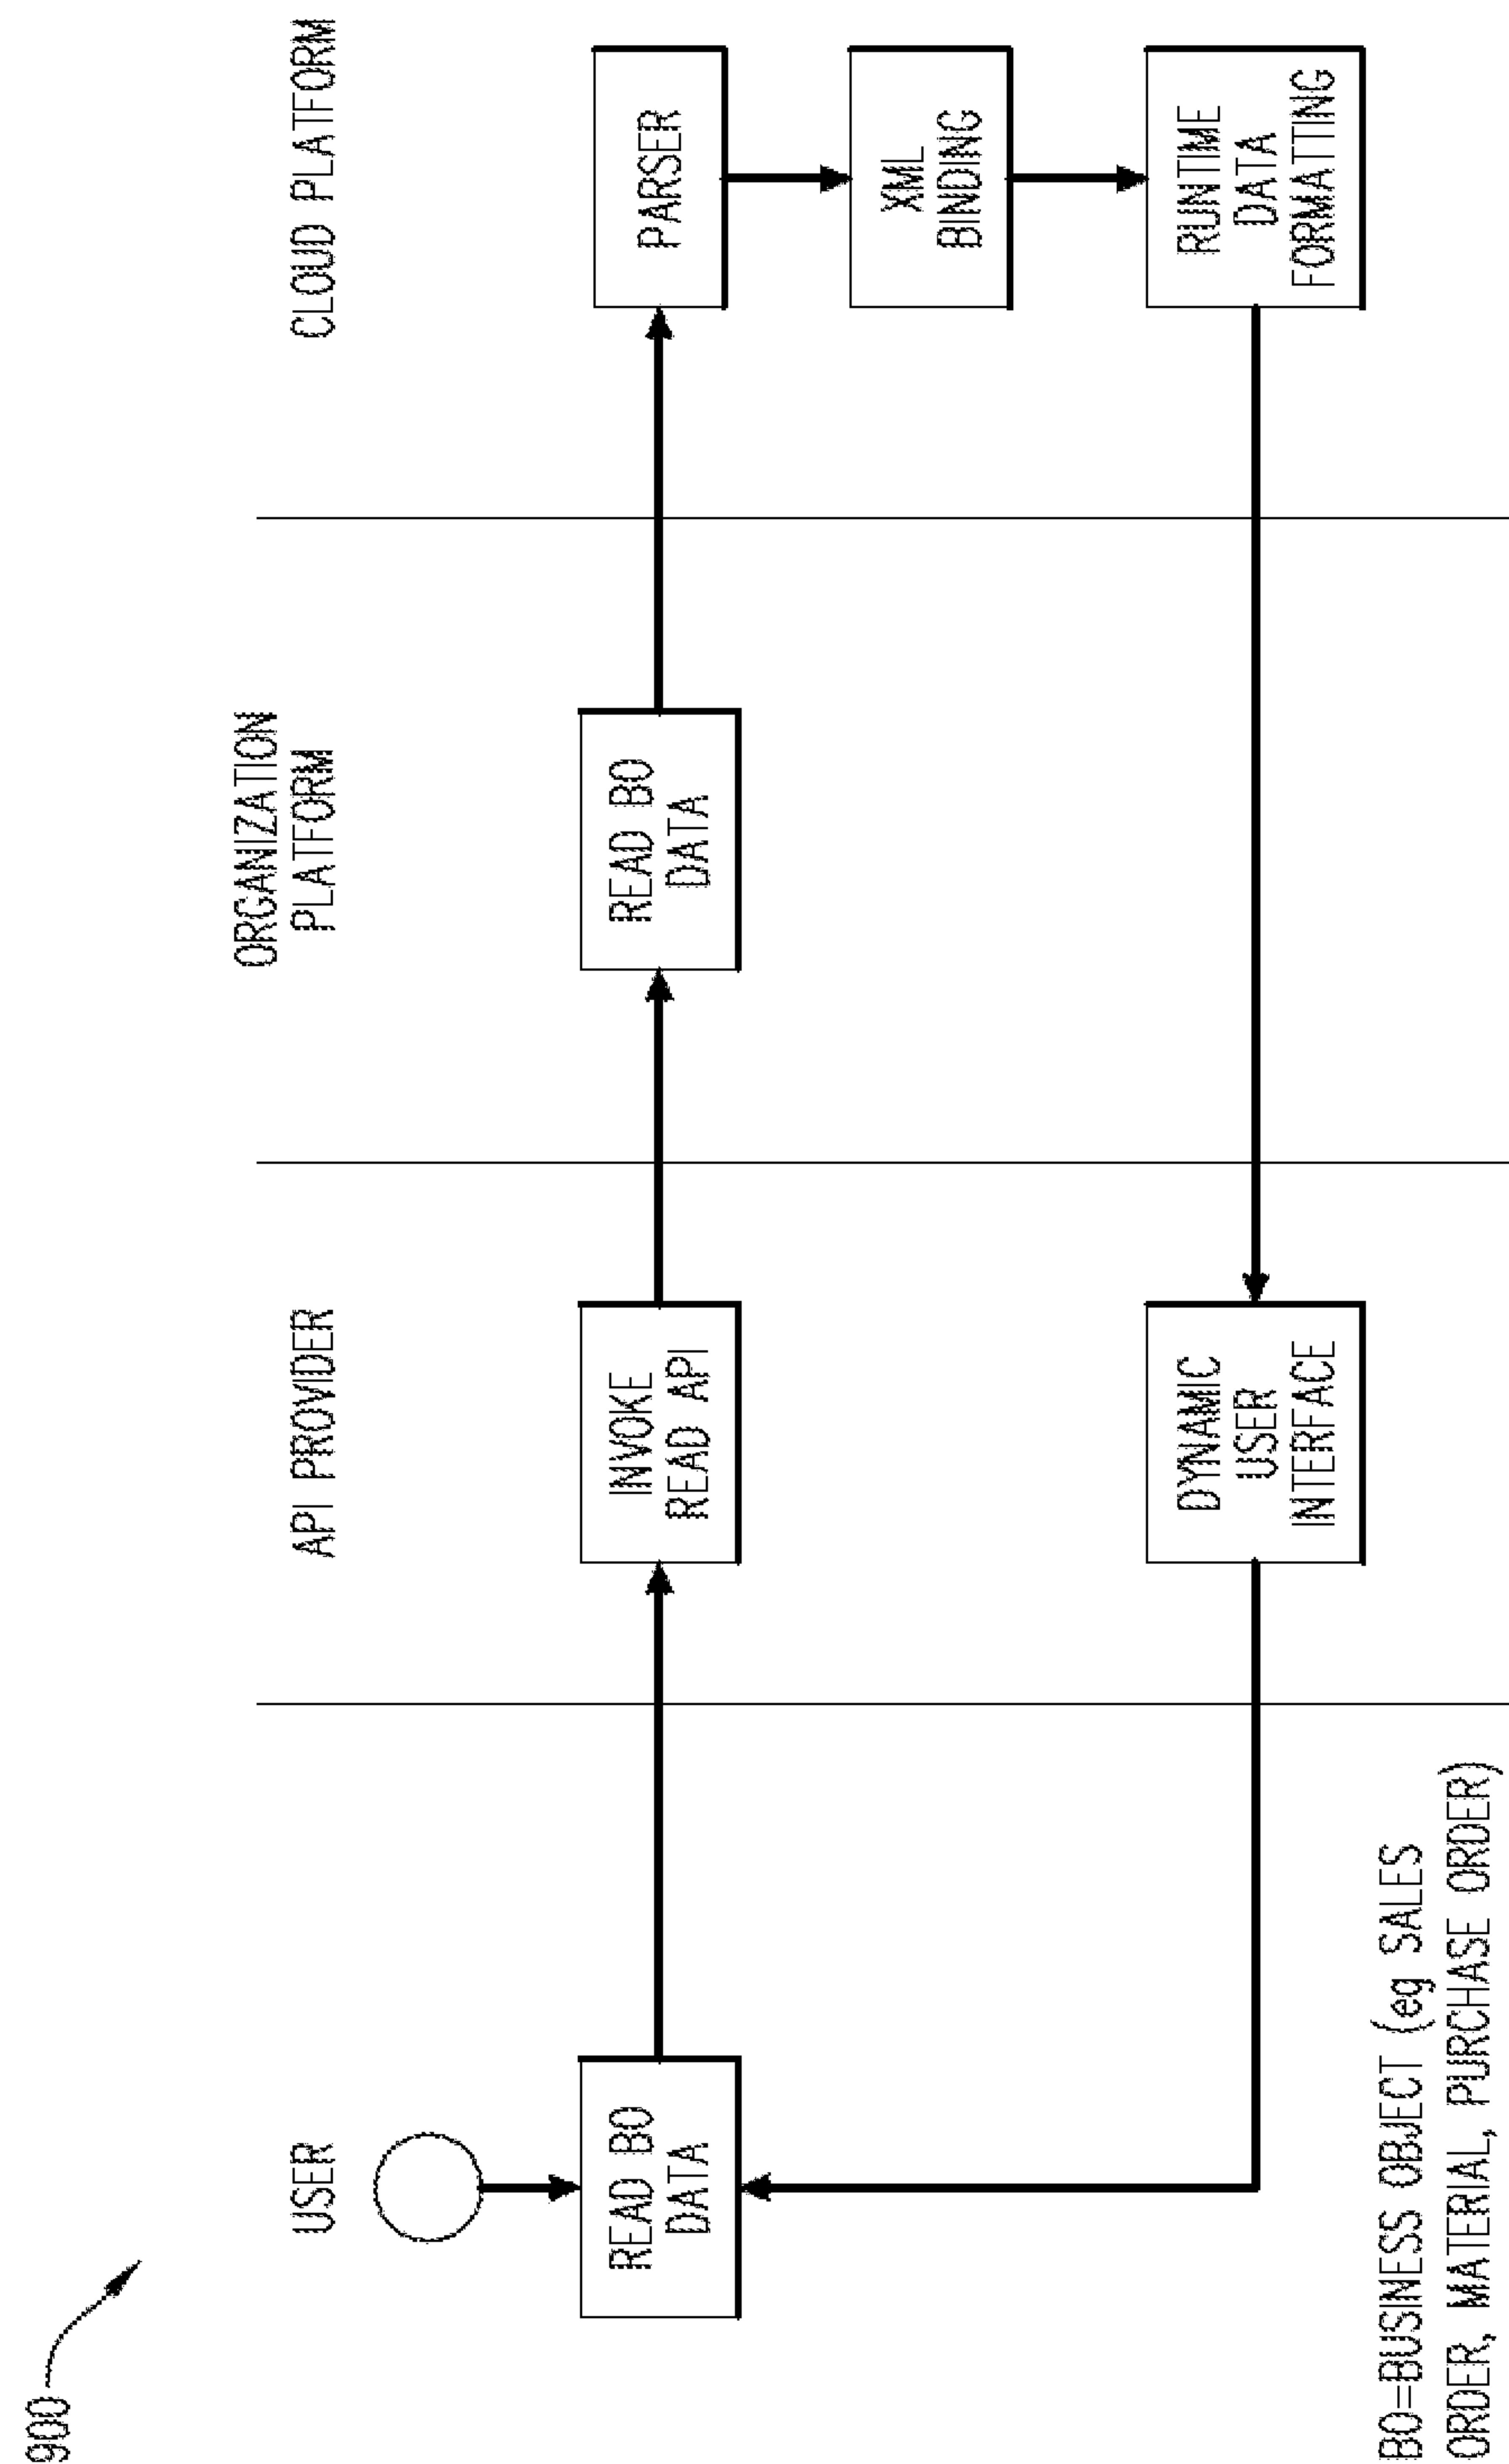 900
USER
API PROVIDER
ORGANIZATION
PLATFORM
CLOUD PLATFORM
READ BO
DATA
INVOKE
READ API
READ BO
DATA
PARSER
XML
BINDING
DYNAMIC
USER
INTERFACE
RUNTIME
DATA
FORMATTING
BO=BUSINESS OBJECT (eg SALES
ORDER, MATERIAL, PURCHASE ORDER)